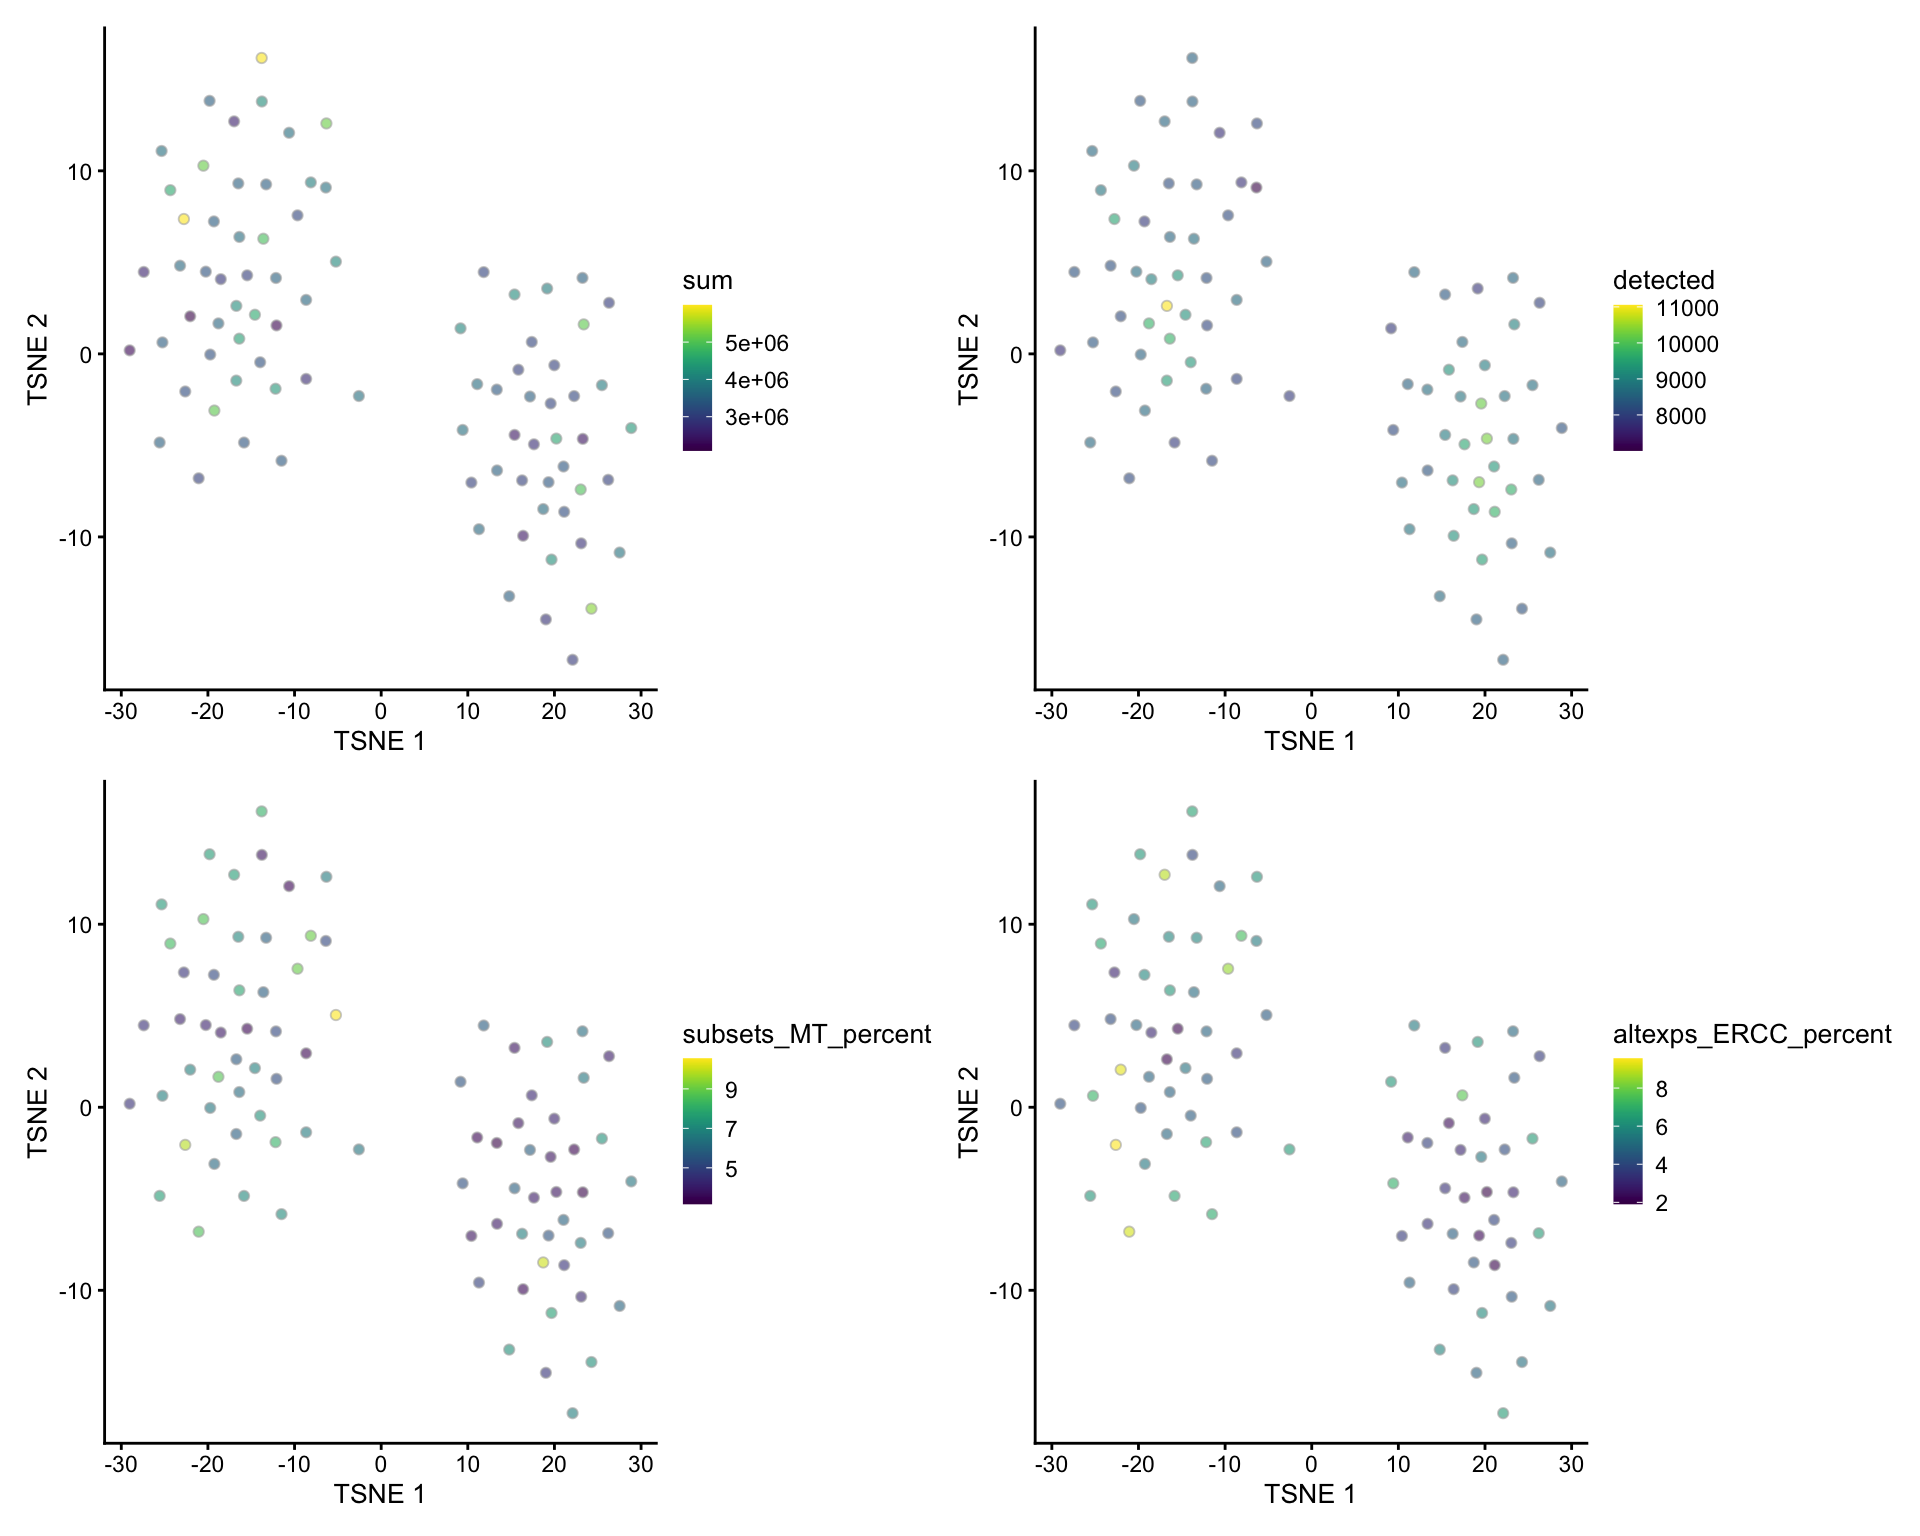 10
0
-10
TSNE 2
-30 -20 -10 0 10 20 30
TSNE 1
sum
5e+06
4e+06
3e+06
10
0
-10
TSNE 2
-30 -20 -10 0 10 20 30
TSNE 1
detected
11000
10000
9000
8000
10
0
-10
TSNE 2
-30 -20 -10 0 10 20 30
TSNE 1
subsets_MT_percent
9
7
5
10
0
-10
TSNE 2
-30 -20 -10 0 10 20 30
TSNE 1
altexps_ERCC_percent
8
6
4
2